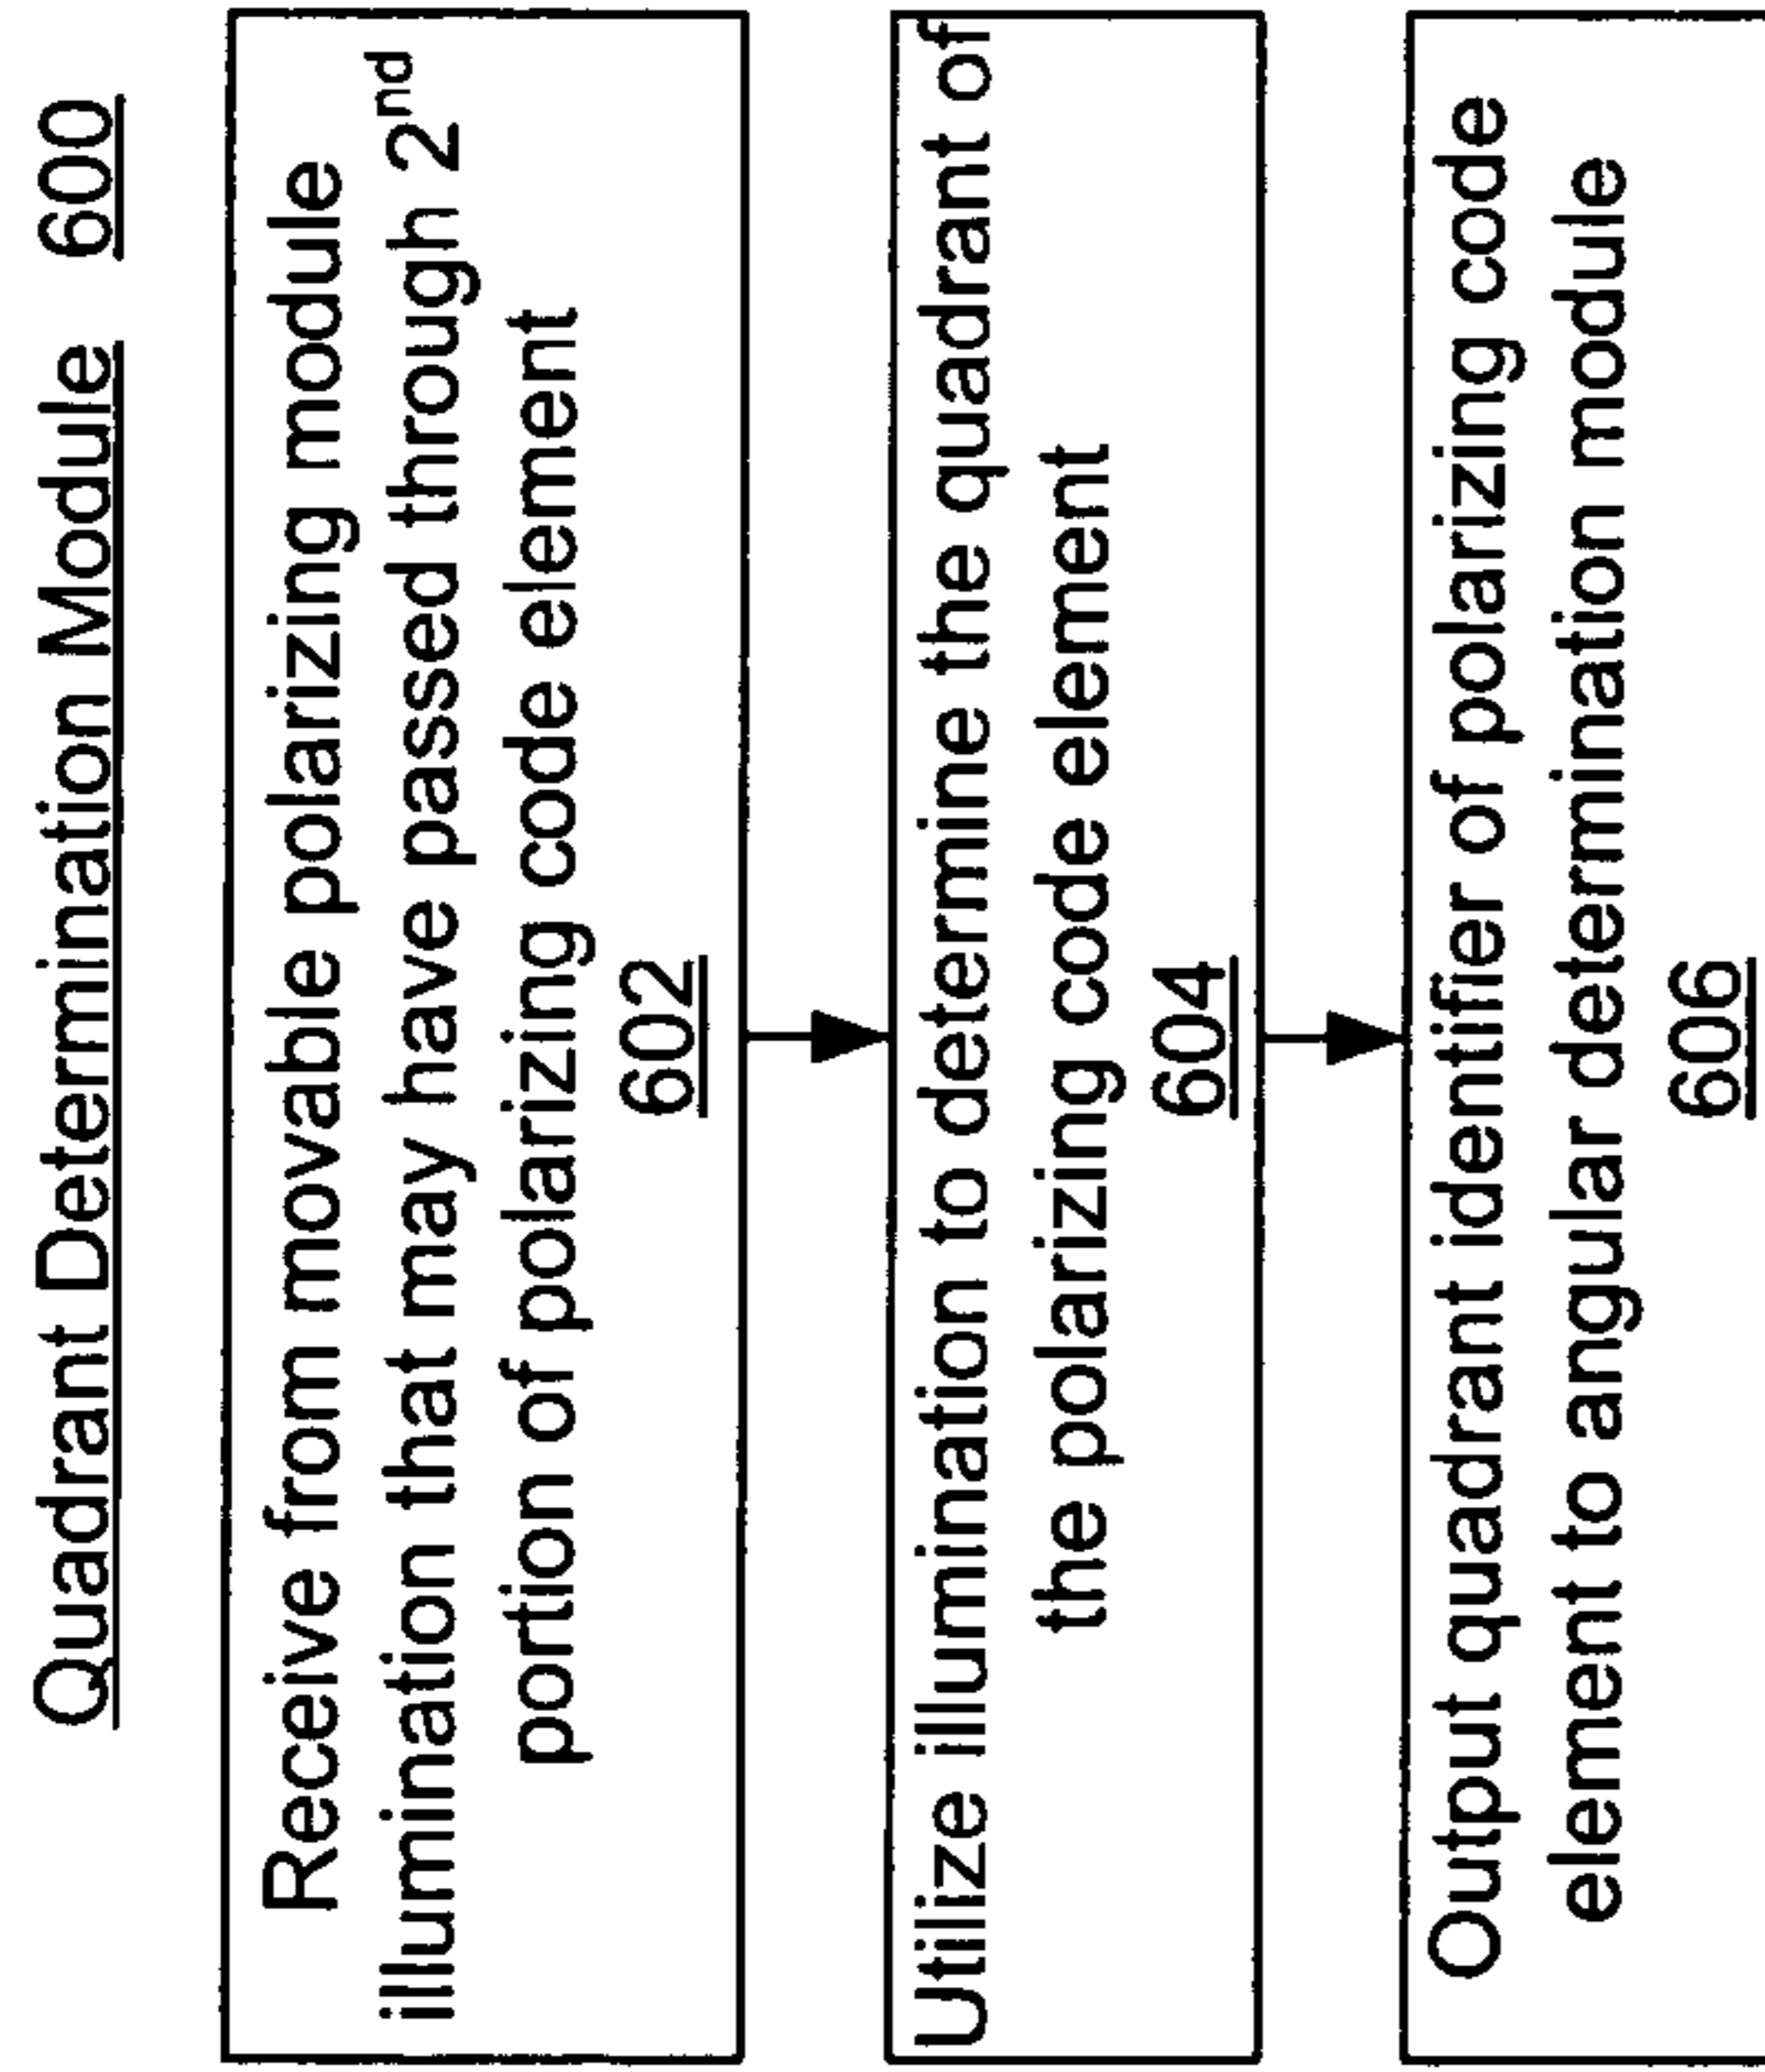 Quadrant Determination Module 600
Receive from movable polarizing module
illumination that may have passed through 2nd
portion of polarizing code element
602
Utilize illumination to determine the quadrant of
the polarizing code element
604
Output quadrant identifier of polarizing code
element to angular determination module
606